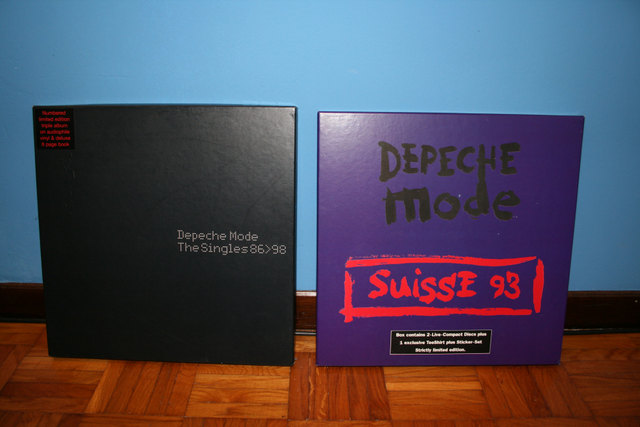 Numbered
limited edition
triple album
on audiophile
vinyl & deluxe
8 page book
Depeche Mode
The Singles 86>98
DEPECHE
mode
SuiSSE 93
Box contains 2-Live-Compact Discs plus
1 exclusive TeeShirt plus Sticker-Set
Strictly limited edition.